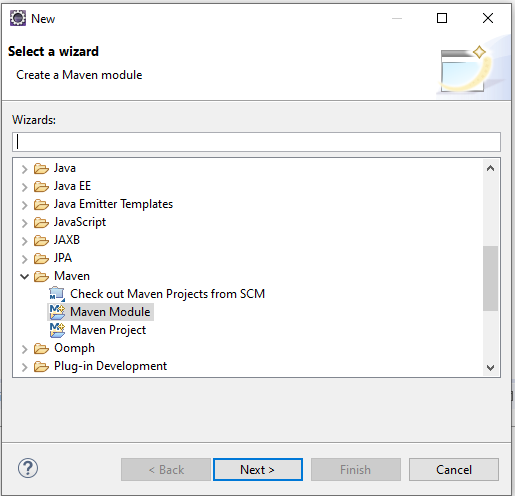 New
Select a wizard
Create a Maven module
Wizards:
Java
Java EE
Java Emitter Templates
JavaScript
JAXB
JPA
Maven
Check out Maven Projects from SCM
Maven Module
Maven Project
Oomph
Plug-in Development
< Back Next > Finish Cancel